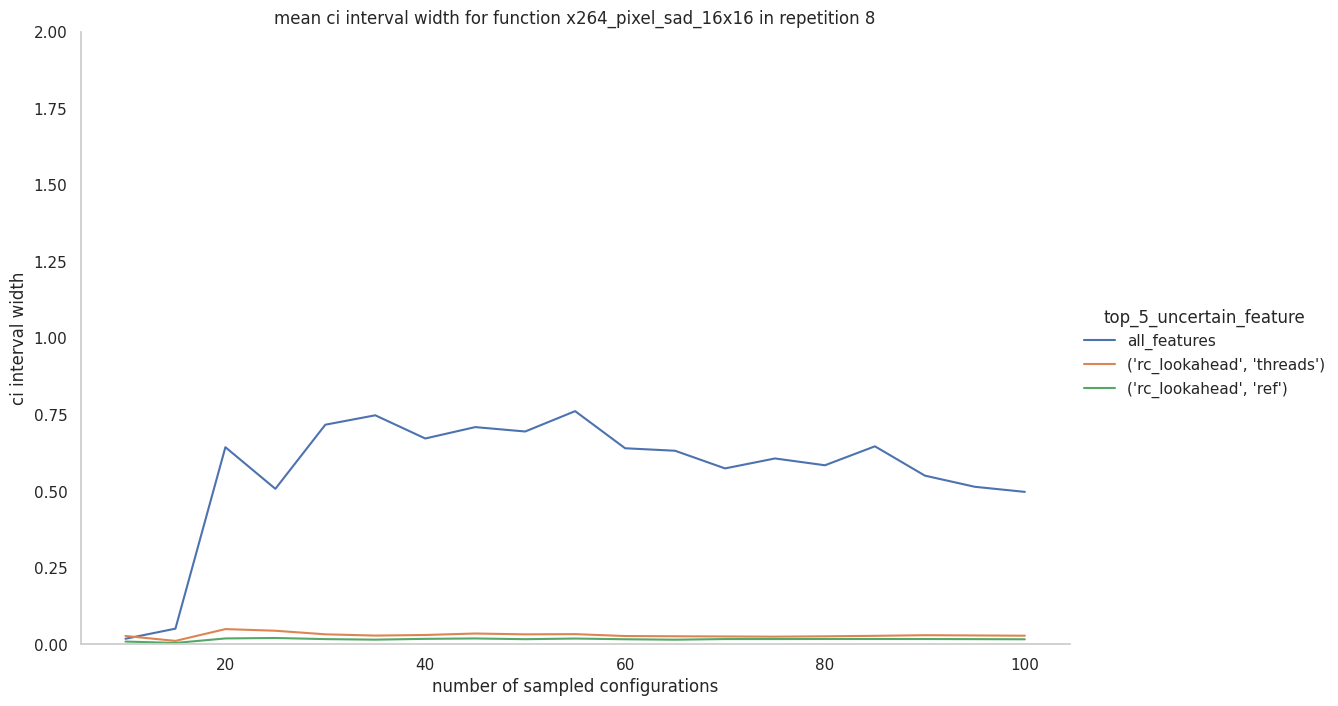 mean ci interval width for function x264_pixel_sad_16x16 in repetition 8
2.00
1.75
1.50
1.25
1.00
0.75
0.50
0.25
0.00
ci interval width
20
40
60
80
100
number of sampled configurations
top_5_uncertain_feature
all_features
('rc_lookahead', 'threads')
('rc_lookahead', 'ref')